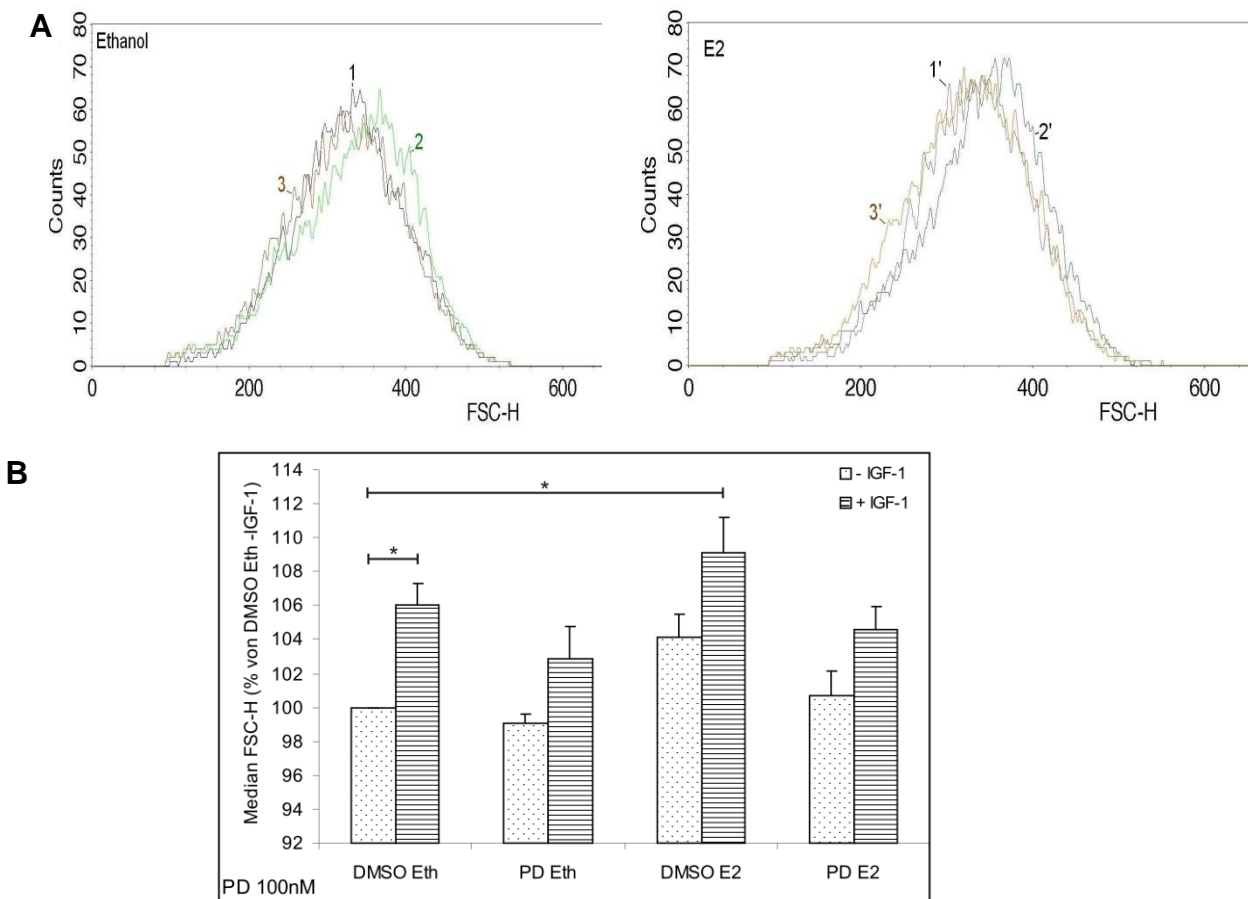 A
Ethanol
Counts
80
70
60
50
40
30
20
10
0
1
2
3
0 200 400 600
FSC-H
E2
Counts
80
70
60
50
40
30
20
10
0
1'
2'
3'
0 200 400 600
FSC-H
B
Median FSC-H (% von DMSO Eth -IGF-1)
114
112
110
108
106
104
102
100
98
96
94
92
*
*
- IGF-1
+ IGF-1
DMSO Eth PD Eth DMSO E2 PD E2
PD 100nM